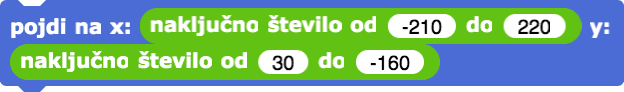 pojdi na x: naključno število od -210 do 220 y:
naključno število od 30 do -160